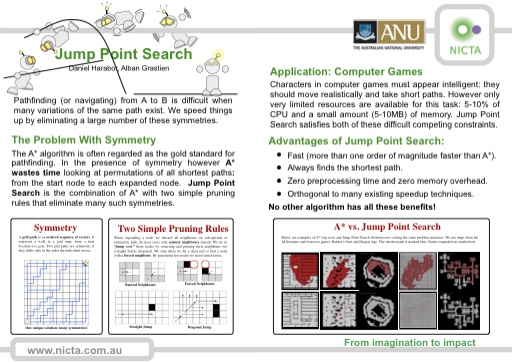 Jump Point Search
Daniel Harabor, Alban Grastien
Pathfinding (or navigating) from A to B is difficult when
many variations of the same path exist. We speed things
up by eliminating a large number of these symmetries.
The Problem With Symmetry
The A* algorithm is often regarded as the gold standard for
pathfinding. In the presence of symmetry however A*
wastes time looking at permutations of all shortest paths:
from the start node to each expanded node. Jump Point
Search is the combination of A* with two simple pruning
rules that eliminate many such symmetries.
Symmetry
One unique solution; many symmetries!
Two Simple Pruning Rules
Natural Neighbours
Forced Neighbours
Straight Jump
Diagonal Jump
www.nicta.com.au
ANU
THE AUSTRALIAN NATIONAL UNIVERSITY
NICTA
Application: Computer Games
Characters in computer games must appear intelligent: they
should move realistically and take short paths. However only
very limited resources are available for this task: 5-10% of
CPU and a small amount (5-10MB) of memory. Jump Point
Search satisfies both of these difficult competing constraints.
Advantages of Jump Point Search:
● Fast (more than one order of magnitude faster than A*).
● Always finds the shortest path.
● Zero preprocessing time and zero memory overhead.
● Orthogonal to many existing speedup techniques.
No other algorithm has all these benefits!
A* vs. Jump Point Search
From imagination to impact